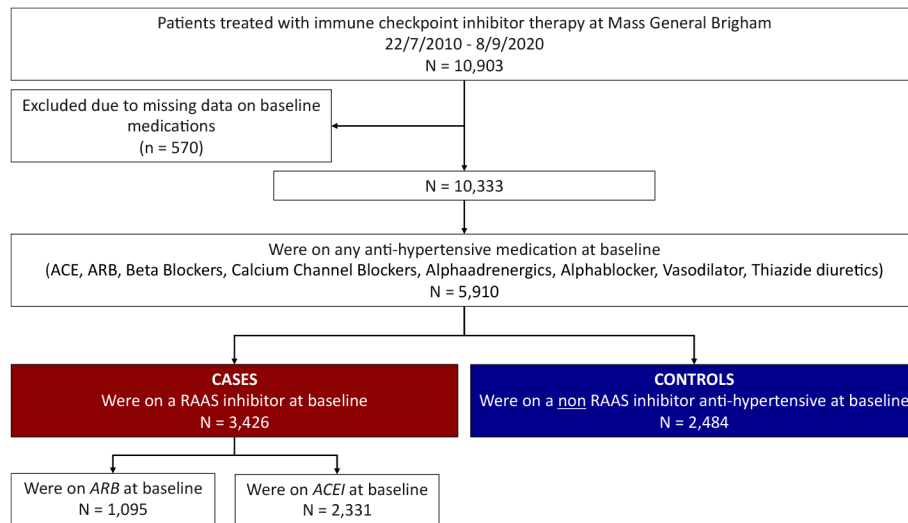 Patients treated with immune checkpoint inhibitor therapy at Mass General Brigham
22/7/2010 - 8/9/2020
N = 10,903
Excluded due to missing data on baseline
medications
(n = 570)
N = 10,333
Were on any anti-hypertensive medication at baseline
(ACE, ARB, Beta Blockers, Calcium Channel Blockers, Alphaadrenergics, Alphablocker, Vasodilator, Thiazide diuretics)
N = 5,910
CASES
Were on a RAAS inhibitor at baseline
N = 3,426
CONTROLS
Were on a non RAAS inhibitor anti-hypertensive at baseline
N = 2,484
Were on ARB at baseline
N = 1,095
Were on ACEI at baseline
N = 2,331